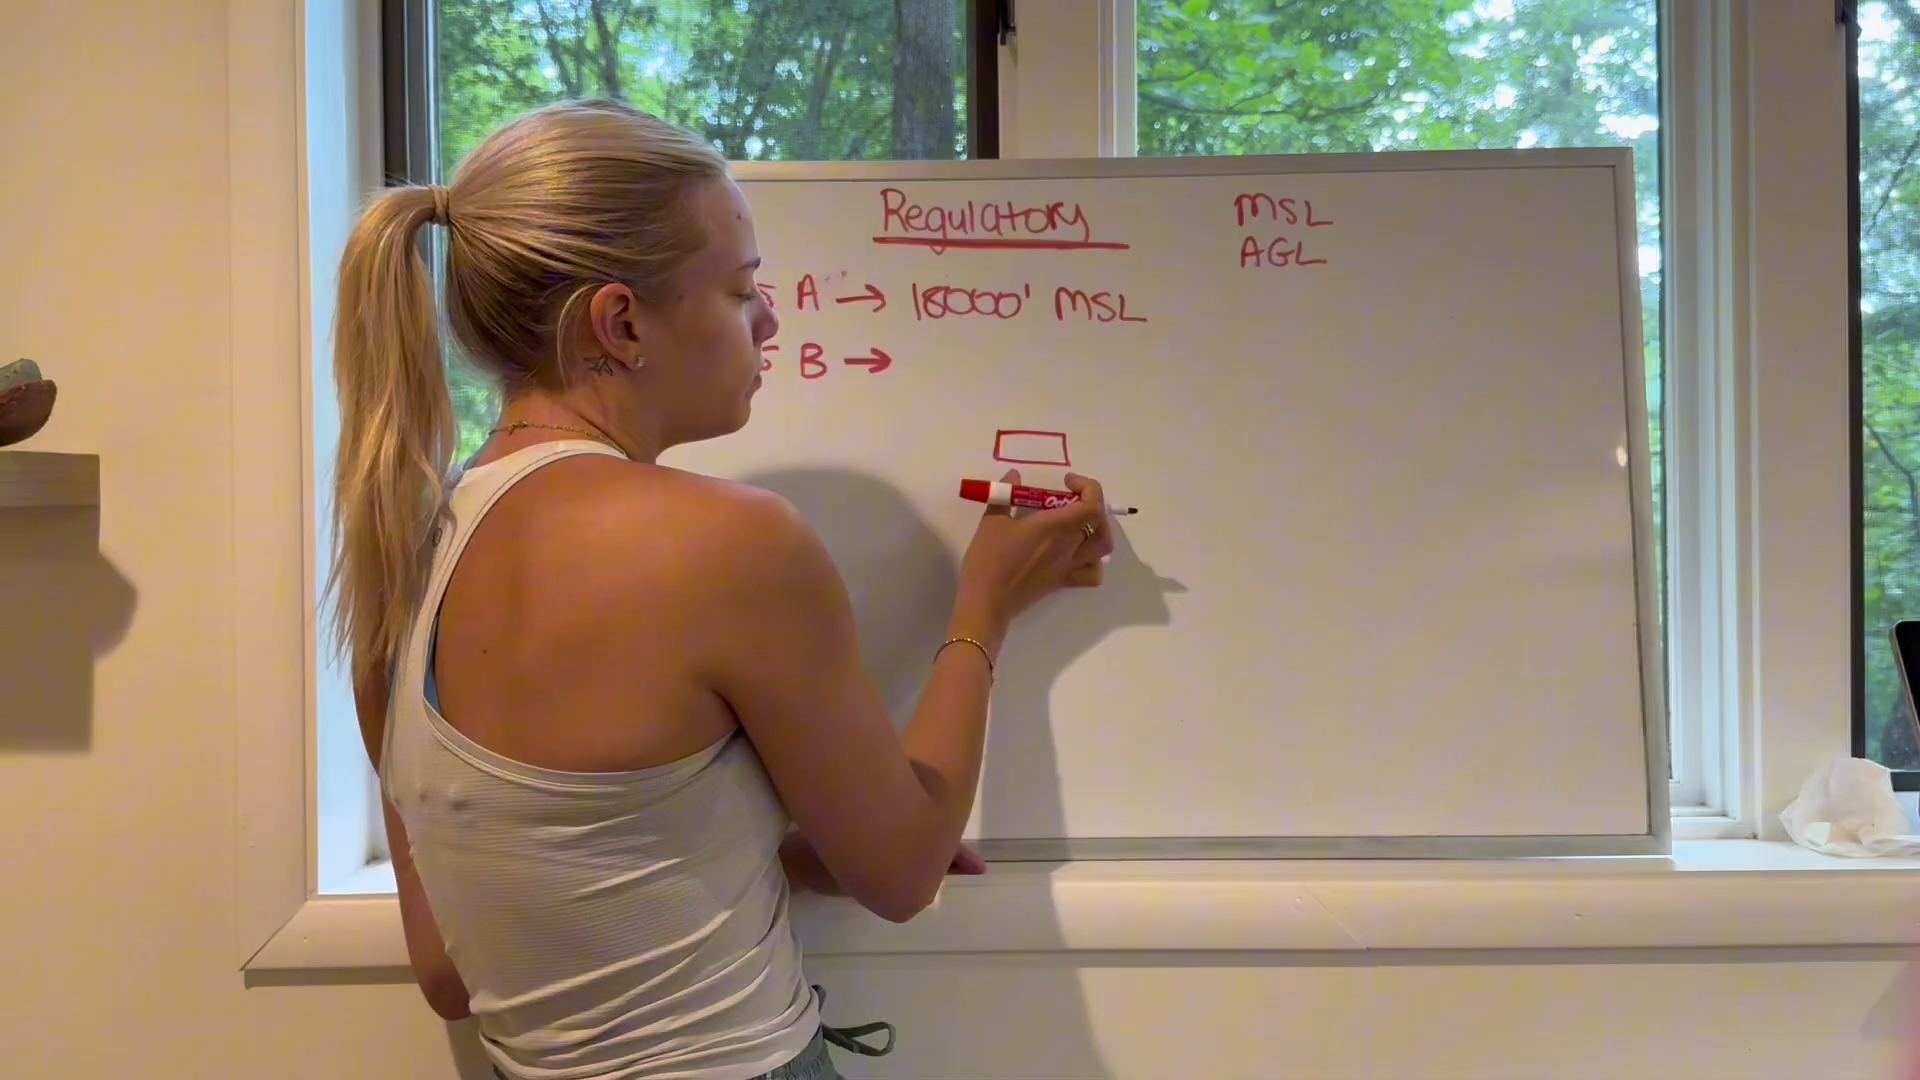 Regulatory
MSL
AGL
A → 18000' MSL
B →